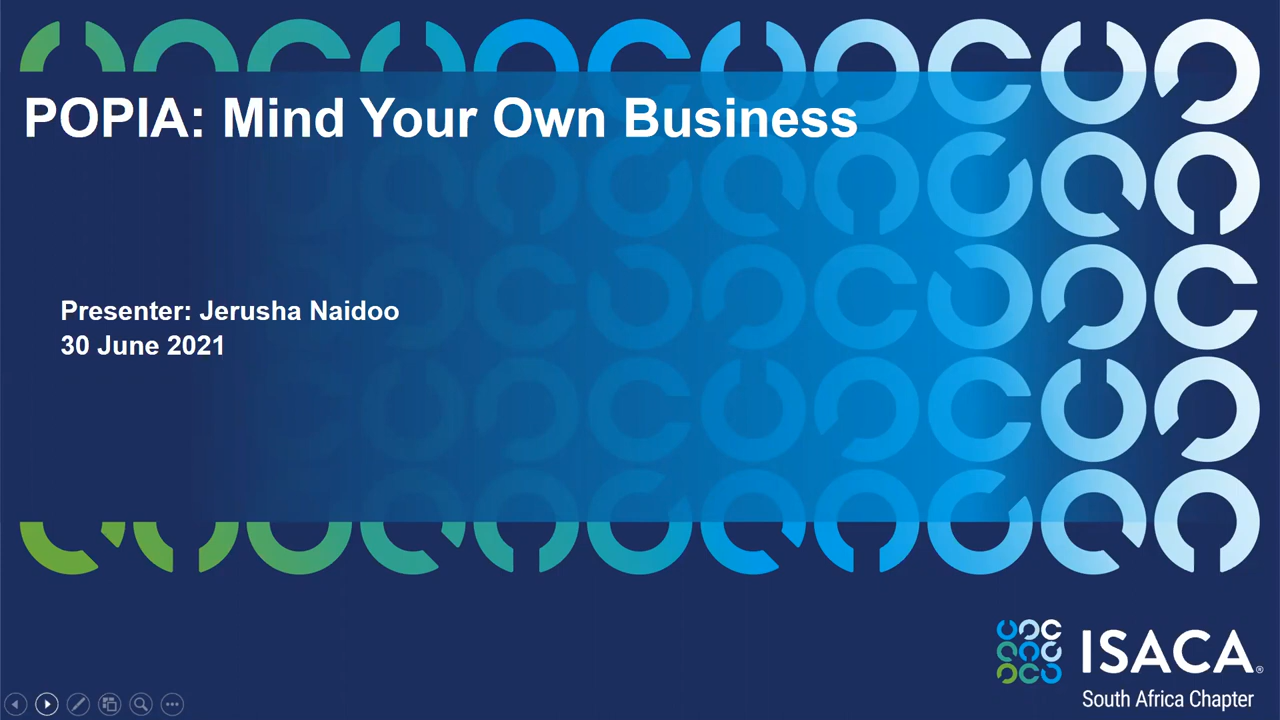 POPIA: Mind Your Own Business
Presenter: Jerusha Naidoo
30 June 2021
ISACA®
South Africa Chapter